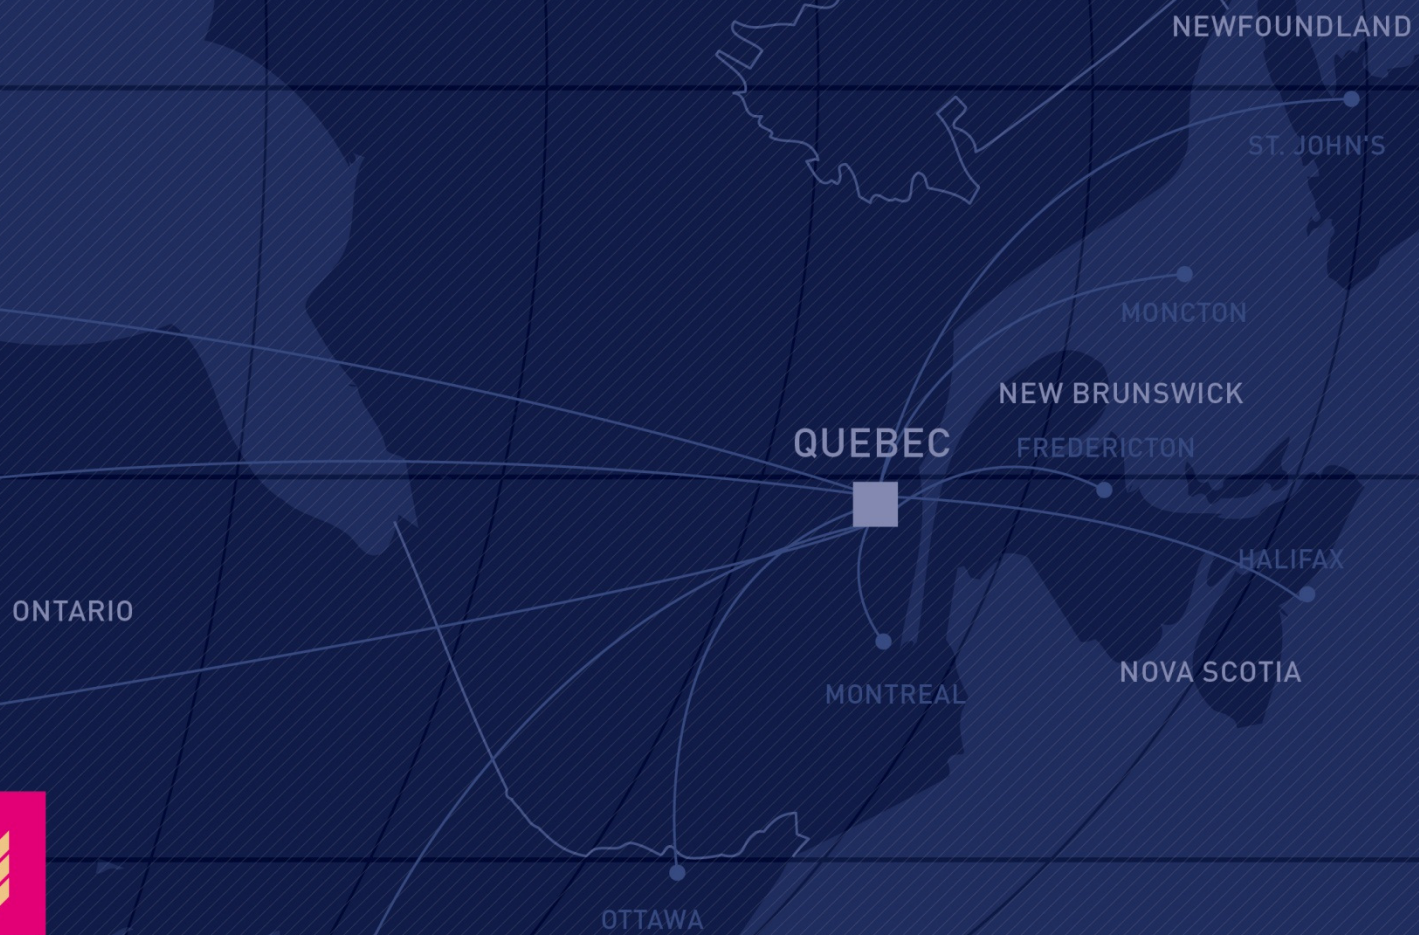 NEWFOUNDLAND
ST. JOHN'S
MONCTON
NEW BRUNSWICK
QUEBEC
FREDERICTON
HALIFAX
ONTARIO
NOVA SCOTIA
MONTREAL
OTTAWA